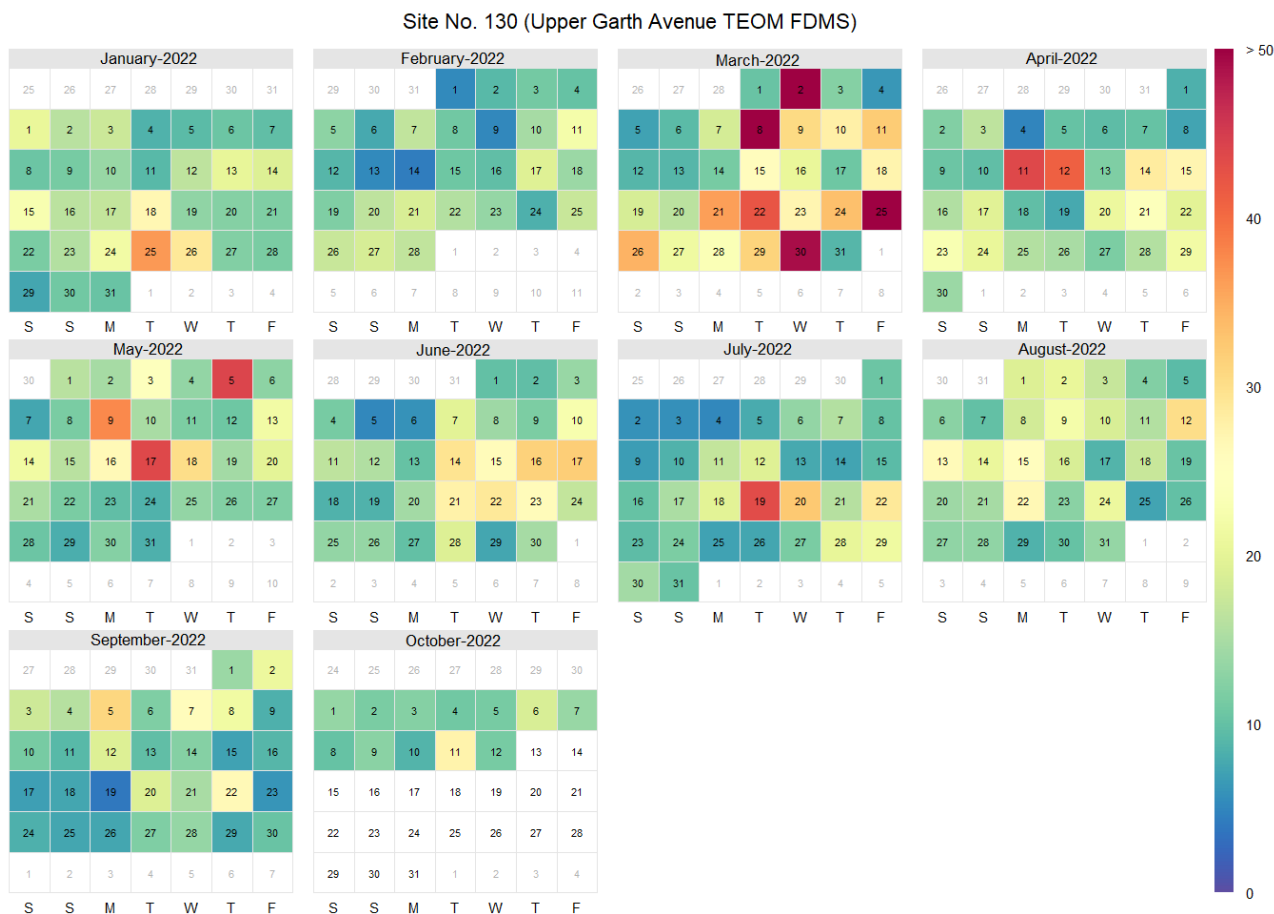 Site No. 130 (Upper Garth Avenue TEOM FDMS)
January-2022
25 26 27 28 29 30 31
1 2 3 4 5 6 7
8 9 10 11 12 13 14
15 16 17 18 19 20 21
22 23 24 25 26 27 28
29 30 31 1 2 3 4
S S M T W T F
February-2022
29 30 31 1 2 3 4
5 6 7 8 9 10 11
12 13 14 15 16 17 18
19 20 21 22 23 24 25
26 27 28 1 2 3 4
5 6 7 8 9 10 11
S S M T W T F
March-2022
26 27 28 1 2 3 4
5 6 7 8 9 10 11
12 13 14 15 16 17 18
19 20 21 22 23 24 25
26 27 28 29 30 31 1
2 3 4 5 6 7 8
S S M T W T F
April-2022
26 27 28 29 30 31 1
2 3 4 5 6 7 8
9 10 11 12 13 14 15
16 17 18 19 20 21 22
23 24 25 26 27 28 29
30 1 2 3 4 5 6
S S M T W T F
May-2022
30 1 2 3 4 5 6
7 8 9 10 11 12 13
14 15 16 17 18 19 20
21 22 23 24 25 26 27
28 29 30 31 1 2 3
4 5 6 7 8 9 10
S S M T W T F
June-2022
28 29 30 31 1 2 3
4 5 6 7 8 9 10
11 12 13 14 15 16 17
18 19 20 21 22 23 24
25 26 27 28 29 30 1
2 3 4 5 6 7 8
S S M T W T F
July-2022
25 26 27 28 29 30 1
2 3 4 5 6 7 8
9 10 11 12 13 14 15
16 17 18 19 20 21 22
23 24 25 26 27 28 29
30 31 1 2 3 4 5
S S M T W T F
August-2022
30 31 1 2 3 4 5
6 7 8 9 10 11 12
13 14 15 16 17 18 19
20 21 22 23 24 25 26
27 28 29 30 31 1 2
3 4 5 6 7 8 9
S S M T W T F
September-2022
27 28 29 30 31 1 2
3 4 5 6 7 8 9
10 11 12 13 14 15 16
17 18 19 20 21 22 23
24 25 26 27 28 29 30
1 2 3 4 5 6 7
S S M T W T F
October-2022
24 25 26 27 28 29 30
1 2 3 4 5 6 7
8 9 10 11 12 13 14
15 16 17 18 19 20 21
22 23 24 25 26 27 28
29 30 31 1 2 3 4
S S M T W T F
> 50
40
30
20
10
0